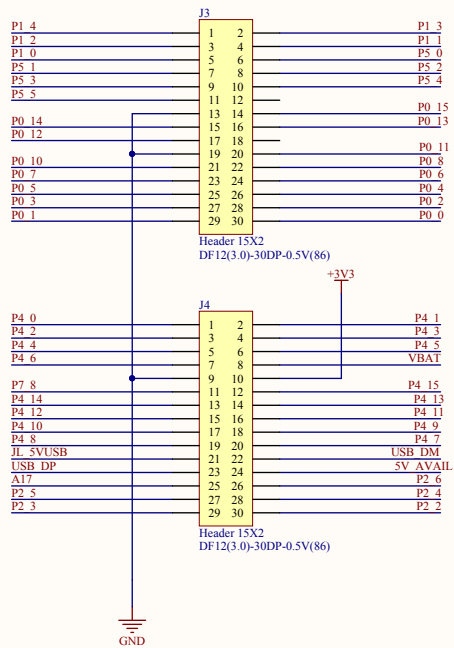 J3
P1_4 1 2 P1_3
P1_2 3 4 P1_1
P1_0 5 6 P5_0
P5_1 7 8 P5_2
P5_3 9 10 P5_4
P5_5 11 12
13 14 P0_15
P0_14 15 16 P0_13
P0_12 17 18
19 20 P0_11
P0_10 21 22 P0_8
P0_7 23 24 P0_6
P0_5 25 26 P0_4
P0_3 27 28 P0_2
P0_1 29 30 P0_0
Header 15X2
DF12(3.0)-30DP-0.5V(86)
+3V3
J4
P4_0 1 2 P4_1
P4_2 3 4 P4_3
P4_4 5 6 P4_5
P4_6 7 8 VBAT
9 10
P7_8 11 12 P4_15
P4_14 13 14 P4_13
P4_12 15 16 P4_11
P4_10 17 18 P4_9
P4_8 19 20 P4_7
JL_5VUSB 21 22 USB_DM
USB_DP 23 24 5V_AVAIL
A17 25 26 P2_6
P2_5 27 28 P2_4
P2_3 29 30 P2_2
Header 15X2
DF12(3.0)-30DP-0.5V(86)
GND